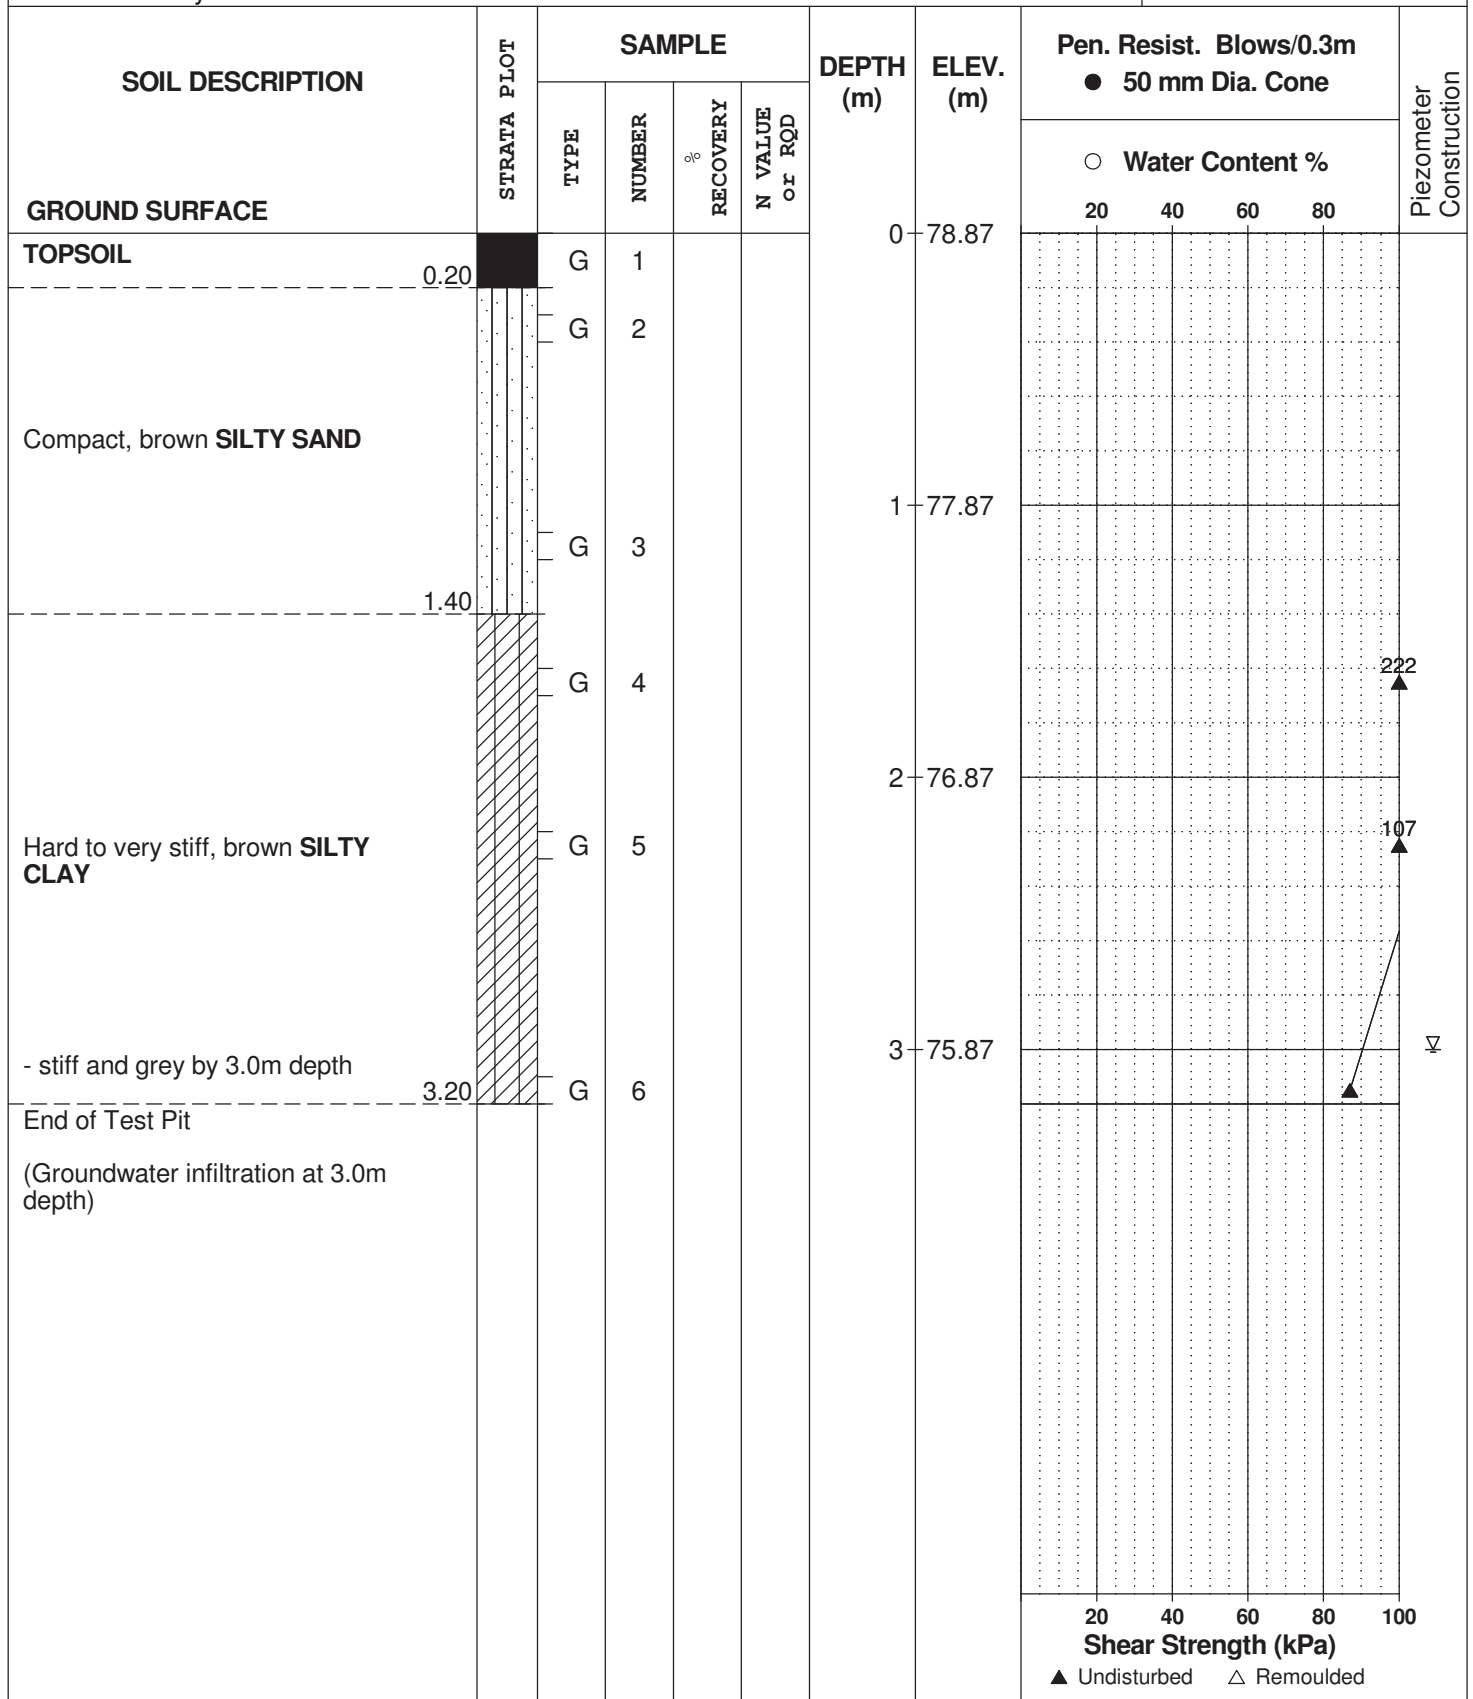 SOIL DESCRIPTION
GROUND SURFACE
STRATA PLOT
SAMPLE
TYPE
NUMBER
%
RECOVERY
N VALUE
or RQD
DEPTH
(m)
ELEV.
(m)
Pen. Resist. Blows/0.3m
● 50 mm Dia. Cone
○ Water Content %
20 40 60 80
Piezometer
Construction
TOPSOIL
0.20
G 1
0 78.87
G 2
Compact, brown SILTY SAND
1 77.87
G 3
1.40
G 4
222
2 76.87
107
Hard to very stiff, brown SILTY
CLAY
G 5
3 75.87
- stiff and grey by 3.0m depth
3.20
G 6
End of Test Pit
(Groundwater infiltration at 3.0m
depth)
20 40 60 80 100
Shear Strength (kPa)
▲ Undisturbed △ Remoulded